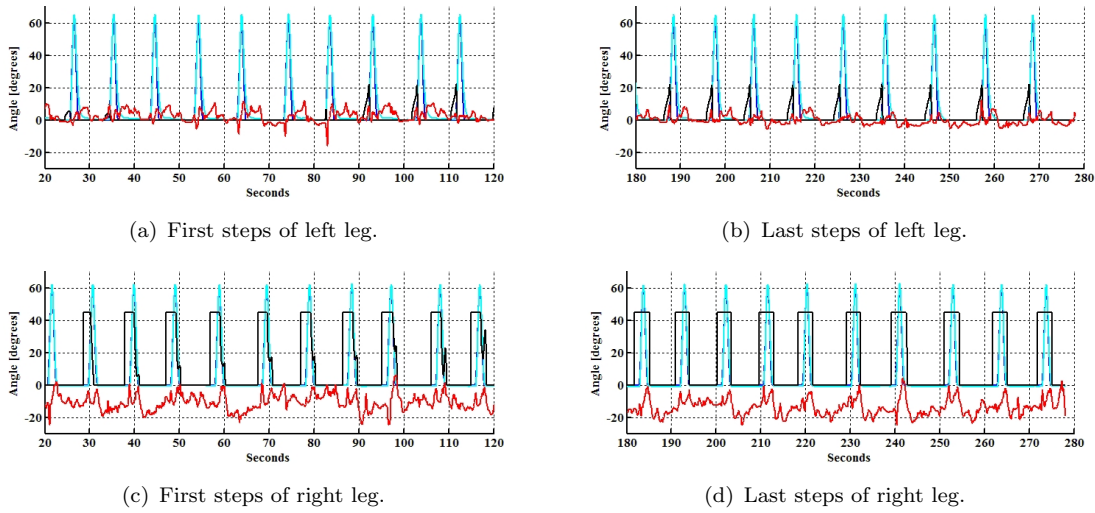 Angle [degrees]
60
40
20
0
-20
20 30 40 50 60 70 80 90 100 110 120
Seconds
(a) First steps of left leg.
Angle [degrees]
60
40
20
0
-20
180 190 200 210 220 230 240 250 260 270 280
Seconds
(b) Last steps of left leg.
Angle [degrees]
60
40
20
0
-20
20 30 40 50 60 70 80 90 100 110 120
Seconds
(c) First steps of right leg.
Angle [degrees]
60
40
20
0
-20
180 190 200 210 220 230 240 250 260 270 280
Seconds
(d) Last steps of right leg.